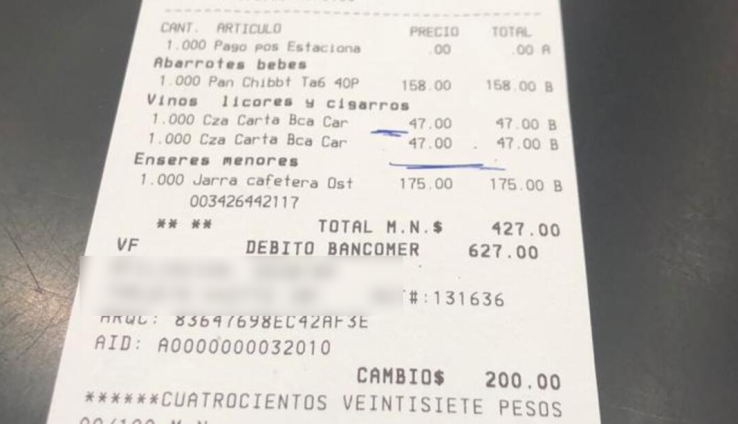 CANT. ARTICULO PRECIO TOTAL
1.000 Pago pos Estaciona .00 .00 A
Abarrotes bebes
1.000 Pan Chibbt Ta6 40P 158.00 158.00 B
Vinos licores y cigarros
1.000 Cza Carta Bca Car 47.00 47.00 B
1.000 Cza Carta Bca Car 47.00 47.00 B
Enseres menores
1.000 Jarra cafetera Ost 175.00 175.00 B
003426442117
** ** TOTAL M.N.$ 427.00
VF DEBITO BANCOMER 627.00
#:131636
ARQC: 83647698EC42AF3E
AID: A0000000032010
CAMBIO$ 200.00
******CUATROCIENTOS VEINTISIETE PESOS